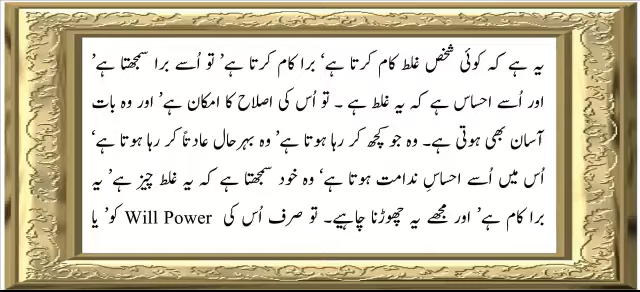 یہ ہے کہ کوئی شخص غلط کام کرتا ہے‘ برا کام کرتا ہے’ تو اُسے برا سمجھتا ہے’
اور اُسے احساس ہے کہ یہ غلط ہے ۔ تو اُس کی اصلاح کا امکان ہے’ اور وہ بات
آسان بھی ہوتی ہے۔ وہ جو کچھ کر رہا ہوتا ہے’ وہ بہرحال عادتاً کر رہا ہوتا ہے‘
اُس میں اُسے احساسِ ندامت ہوتا ہے‘ وہ خود سمجھتا ہے کہ یہ غلط چیز ہے’ یہ
برا کام ہے’ اور مجھے یہ چھوڑنا چاہیے۔ تو صرف اُس کی Will Power کو’ یا